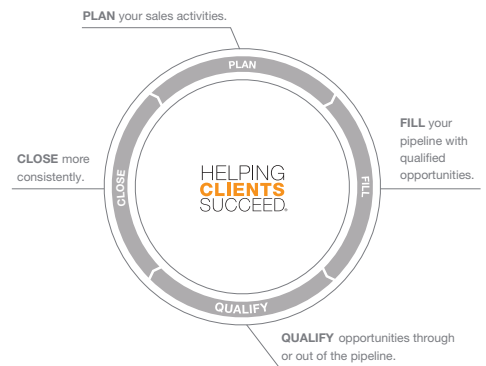 PLAN your sales activities.
PLAN
FILL your
pipeline with
qualified
opportunities.
CLOSE more
consistently.
CLOSE
HELPING
CLIENTS
SUCCEED®
FILL
QUALIFY
QUALIFY opportunities through
or out of the pipeline.